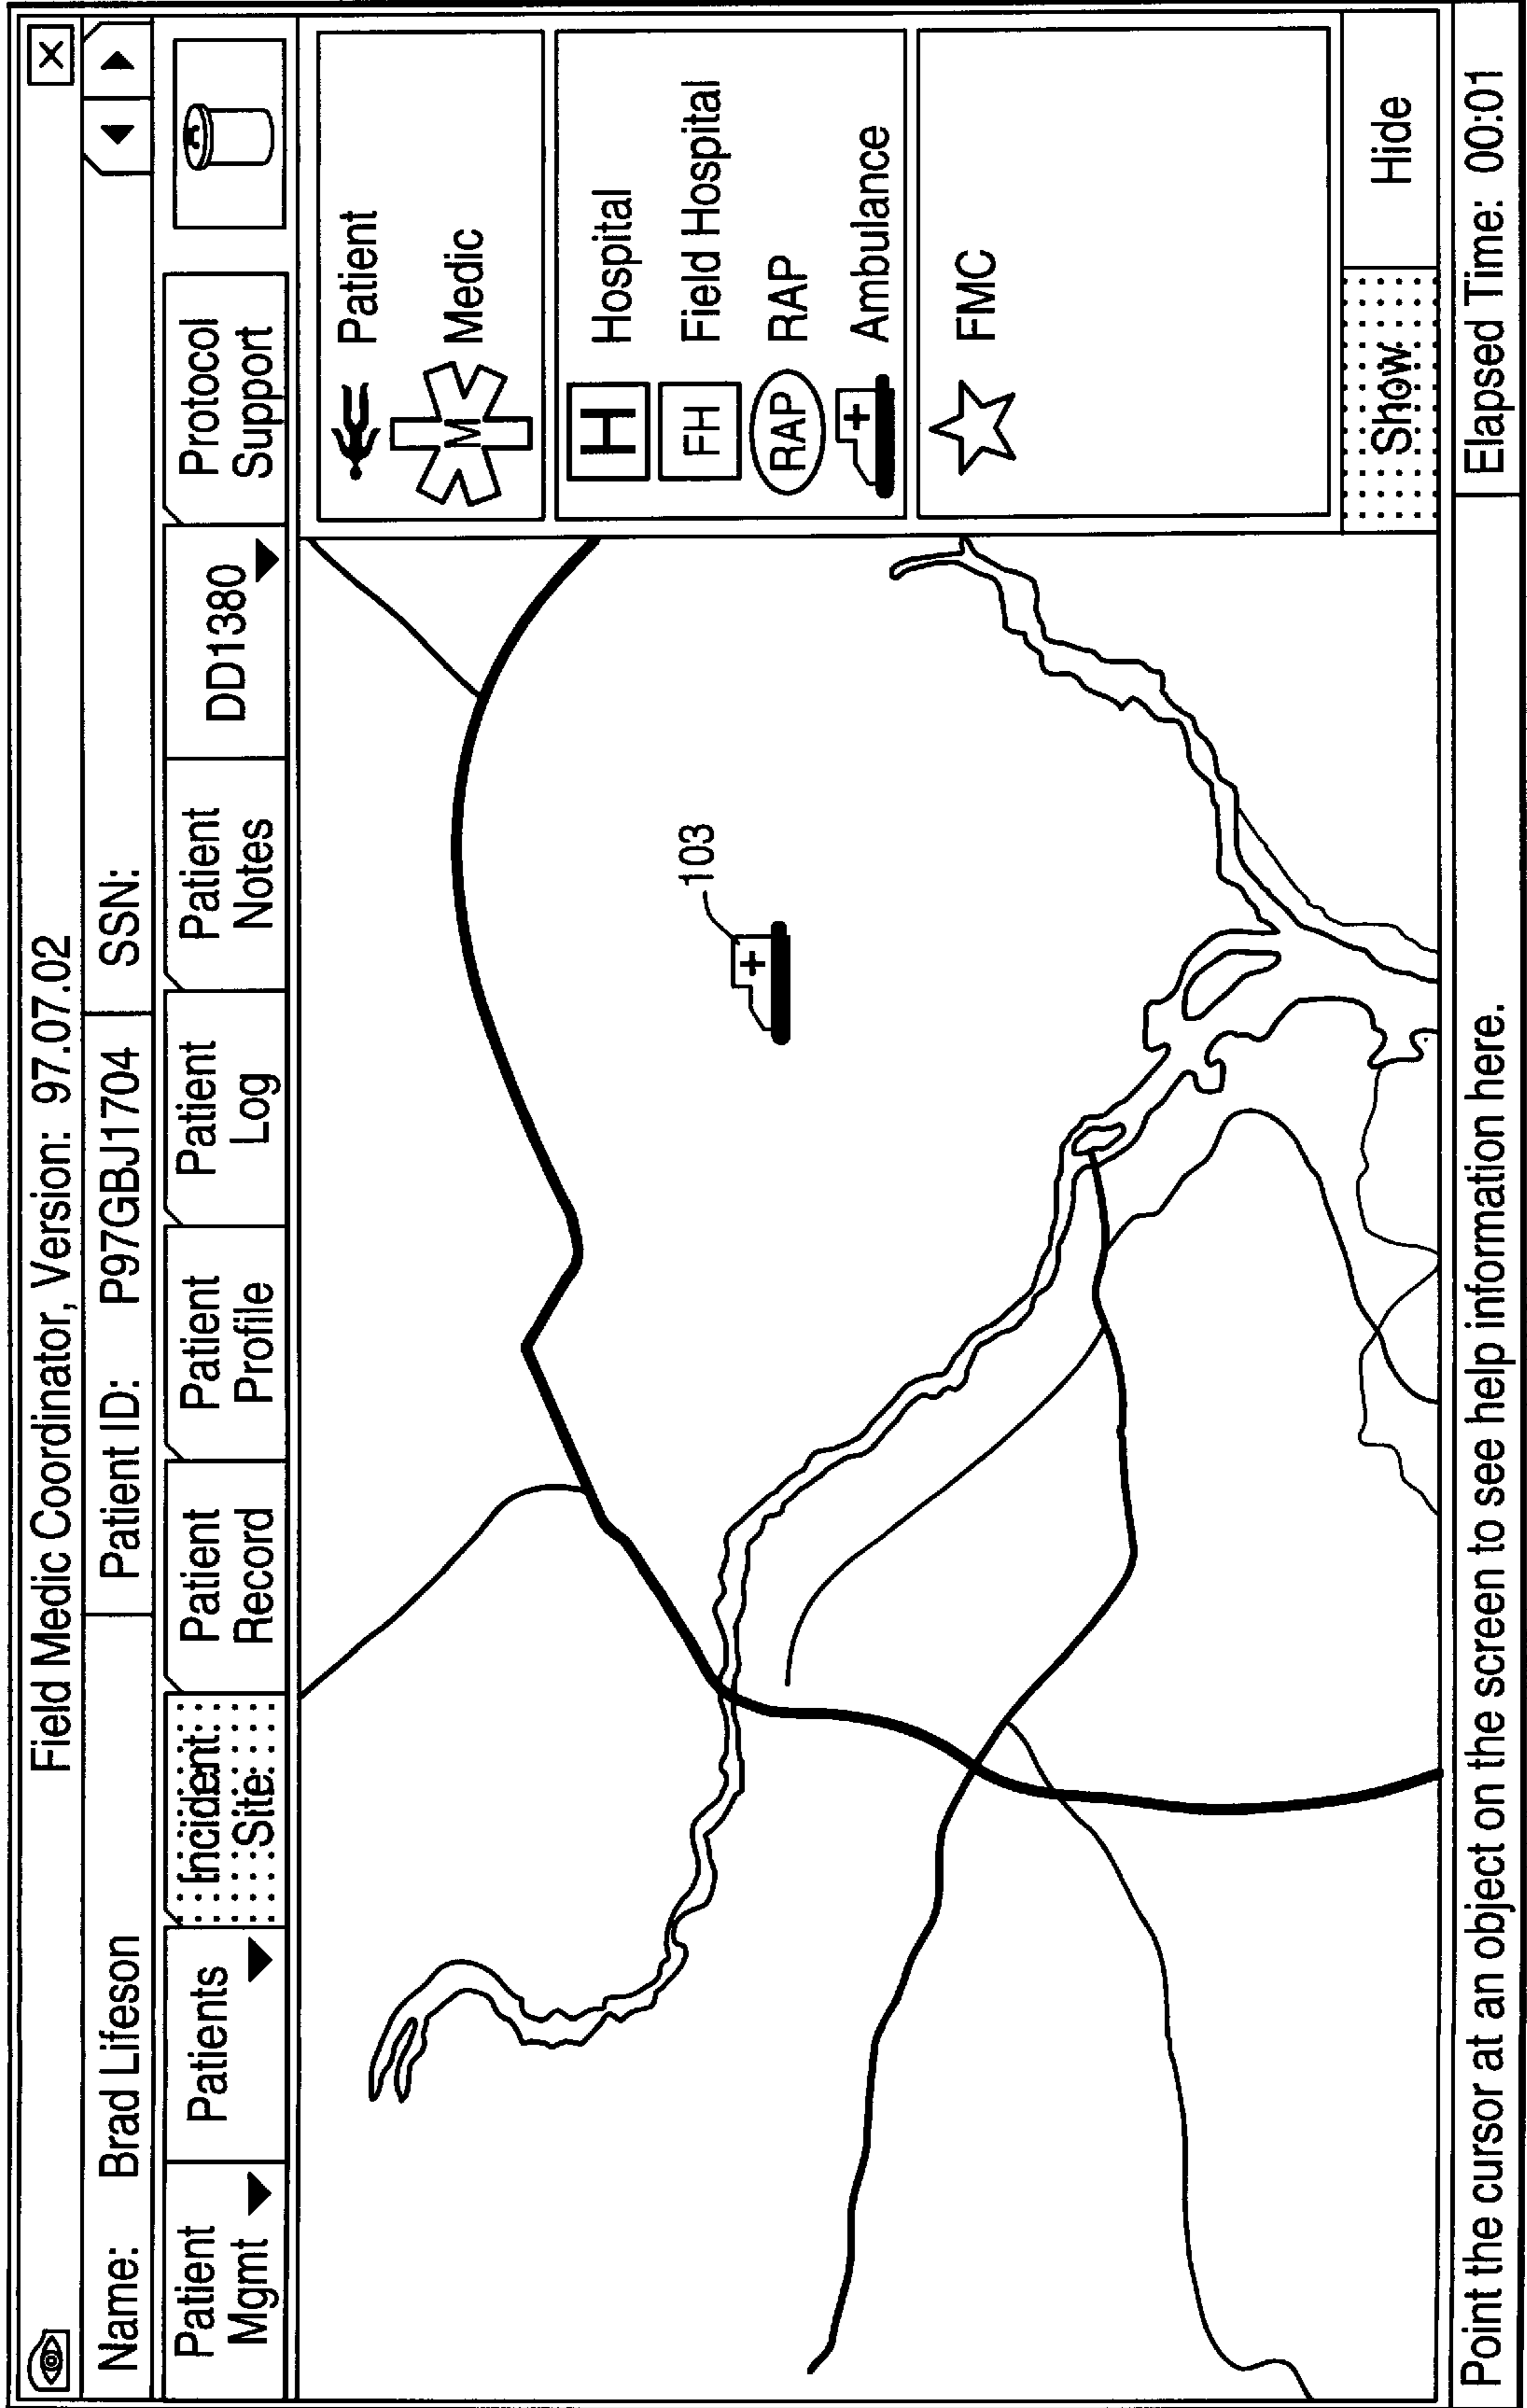 Field Medic Coordinator, Version: 97.07.02
Name: Brad Lifeson Patient ID: P97GBJ1704 SSN:
Patient Mgmt
Patients
Incident Site
Patient Record
Patient Profile
Patient Log
Patient Notes
DD1380
Protocol Support
103
Patient
M Medic
H Hospital
FH Field Hospital
RAP RAP
Ambulance
FMC
Show Hide
Point the cursor at an object on the screen to see help information here. Elapsed Time: 00:01